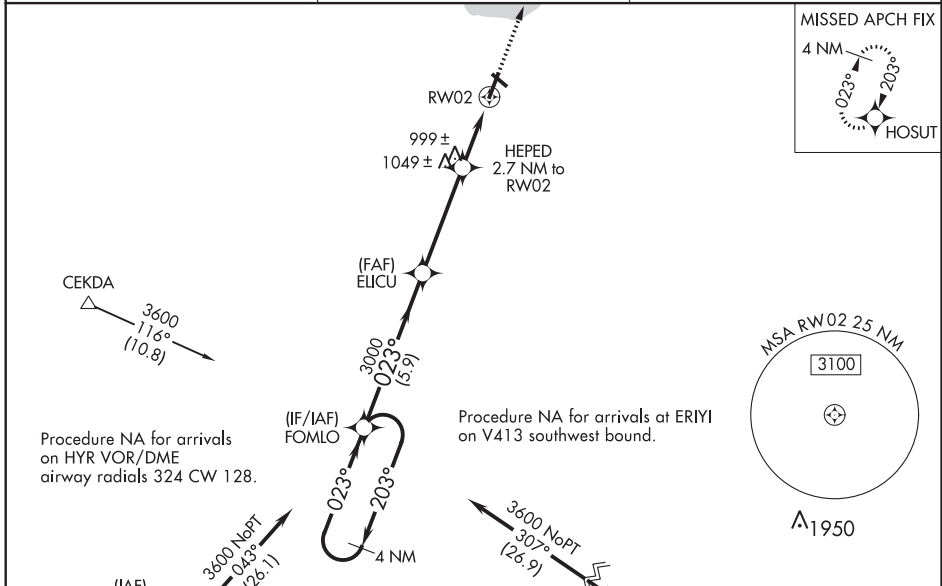 MISSED APCH FIX
4 NM
023°
203°
HOSUT
RW02
999 ±
1049 ±
HEPED
2.7 NM to
RW02
(FAF)
ELICU
CEKDA
3600
116°
(10.8)
3000
023°
(5.9)
MSA RW02 25 NM
3100
(IF/IAF)
FOMLO
Procedure NA for arrivals at ERIYI
on V413 southwest bound.
Procedure NA for arrivals
on HYR VOR/DME
airway radials 324 CW 128.
023°
203°
4 NM
1950
3600 NoPT
043°
(26.1)
3600 NoPT
307°
(26.9)
(IAF)